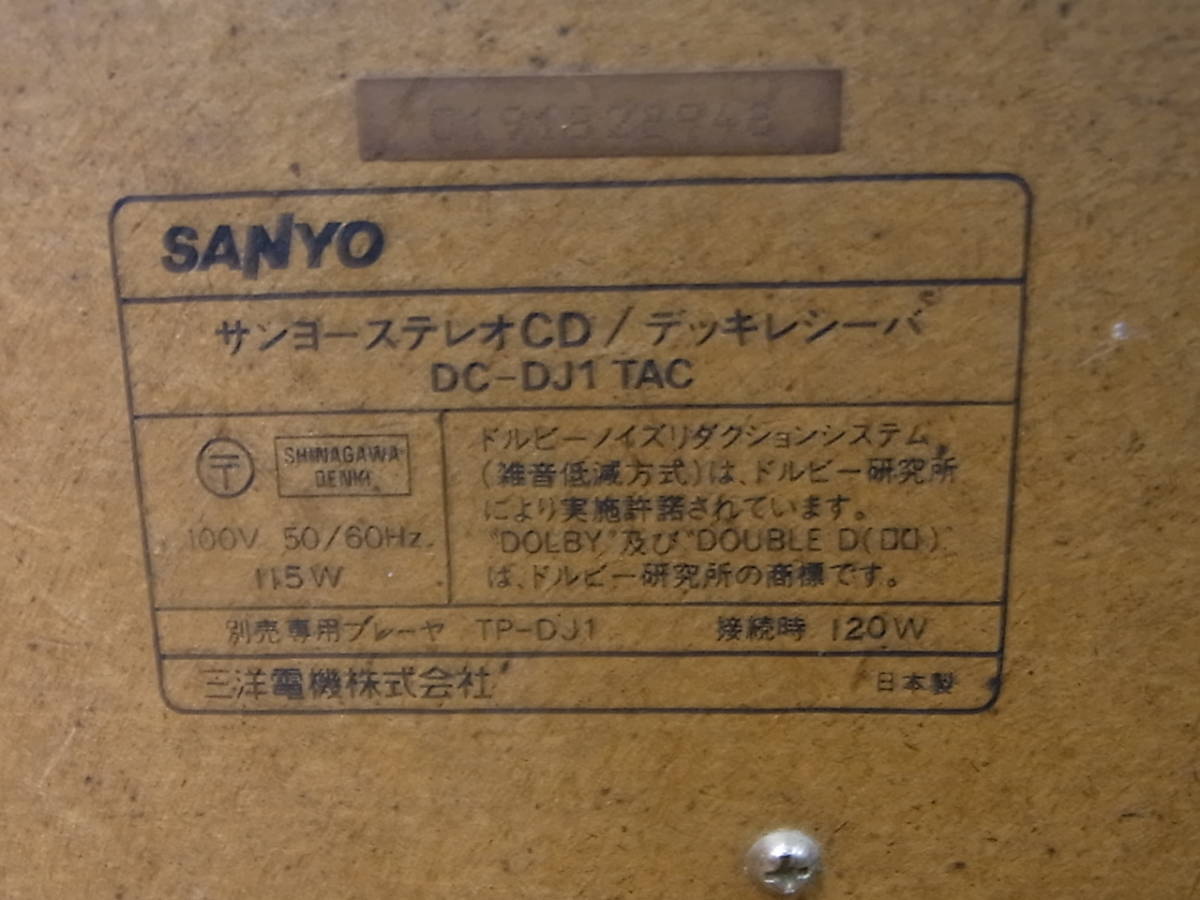 SANYO
サンヨーステレオCD/デッキレシーバ
DC-DJ1 TAC
〒 SHINAGAWA
DENKI
100V 50/60Hz
115W
ドルビーノイズリダクションシステム
(雑音低減方式)は、ドルビー研究所
により実施許諾されています。
"DOLBY"及び"DOUBLE D(□□)"
は、ドルビー研究所の商標です。
別売専用プレーヤ TP-DJ1 接続時 120W
三洋電機株式会社 日本製